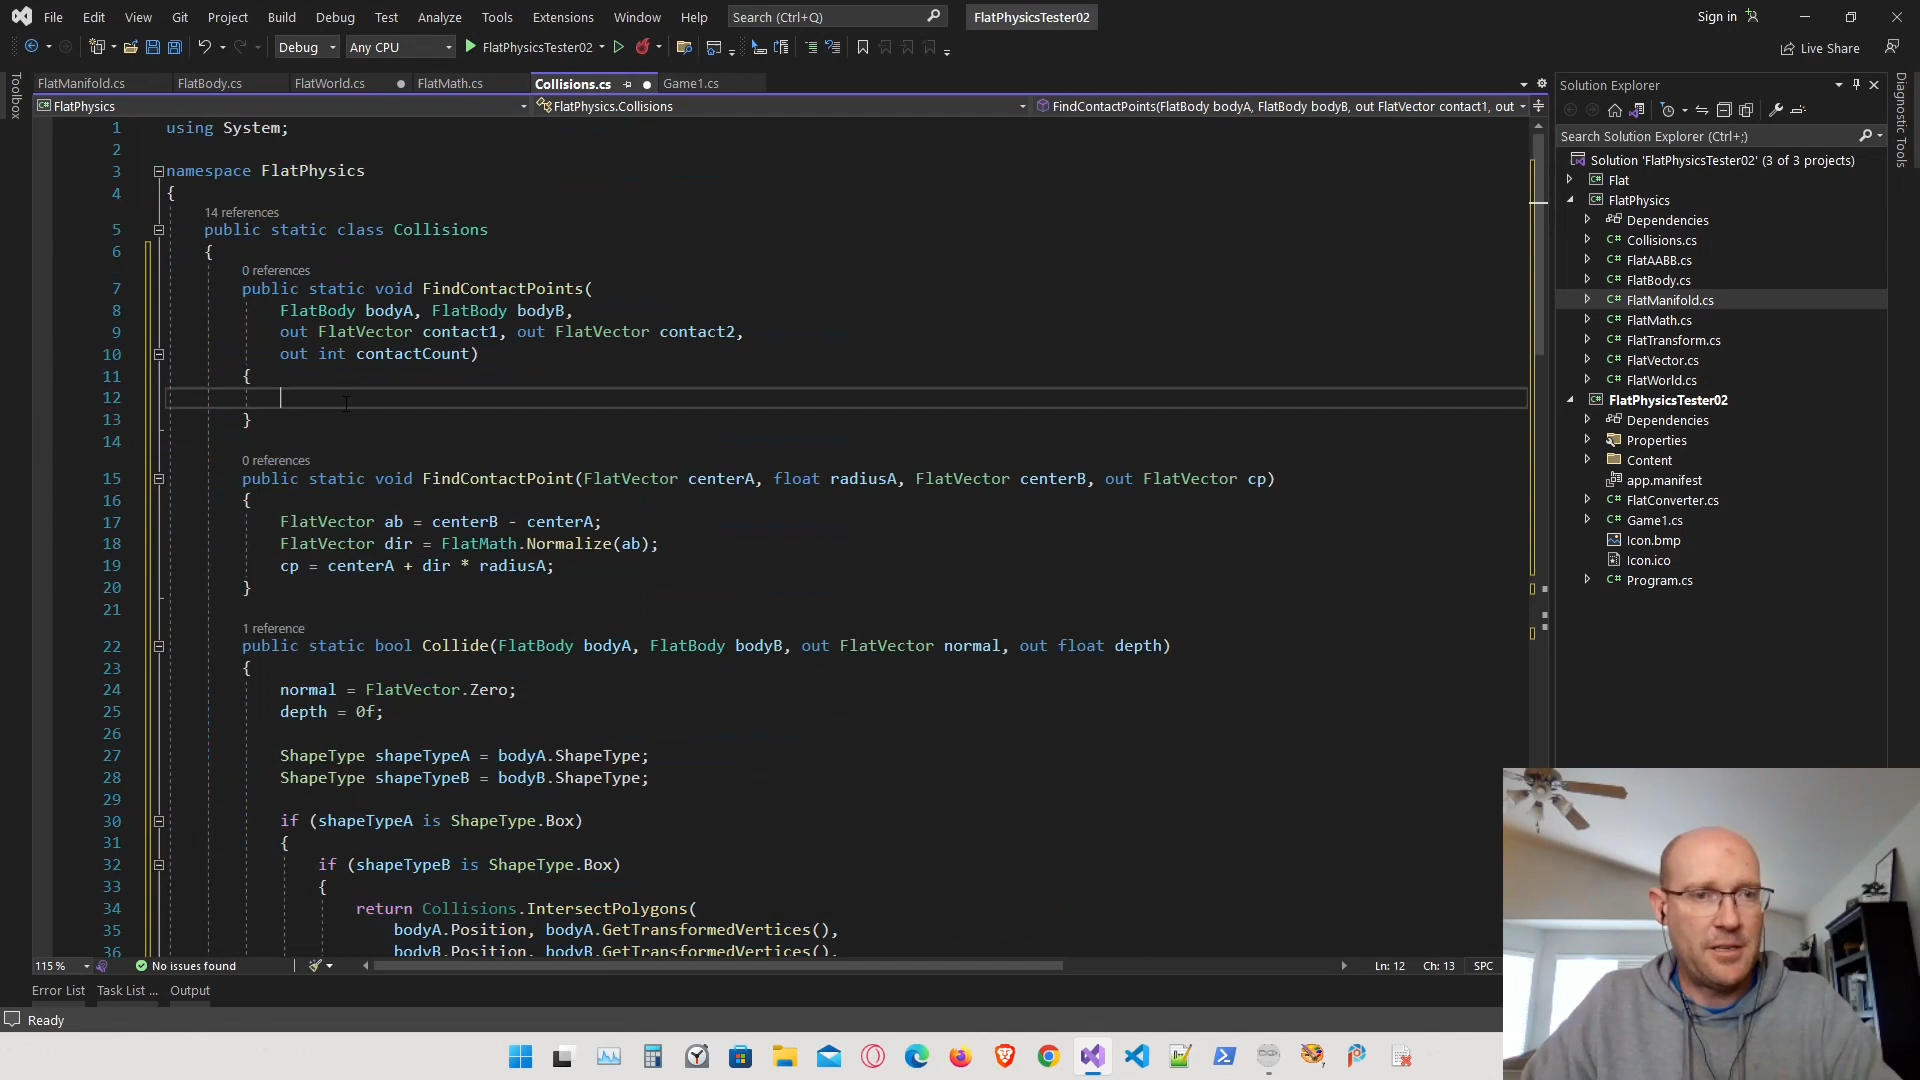 File Edit View Git Project Build Debug Test Analyze Tools Extensions Window Help Search (Ctrl+Q) FlatPhysicsTester02 Sign in
Debug Any CPU FlatPhysicsTester02 Live Share
FlatManifold.cs FlatBody.cs FlatWorld.cs FlatMath.cs Collisions.cs Game1.cs
FlatPhysics FlatPhysics.Collisions FindContactPoints(FlatBody bodyA, FlatBody bodyB, out FlatVector contact1, out
Toolbox
1 using System;
2
3 namespace FlatPhysics
4 {
14 references
5 public static class Collisions
6 {
0 references
7 public static void FindContactPoints(
8 FlatBody bodyA, FlatBody bodyB,
9 out FlatVector contact1, out FlatVector contact2,
10 out int contactCount)
11 {
12
13 }
14
0 references
15 public static void FindContactPoint(FlatVector centerA, float radiusA, FlatVector centerB, out FlatVector cp)
16 {
17 FlatVector ab = centerB - centerA;
18 FlatVector dir = FlatMath.Normalize(ab);
19 cp = centerA + dir * radiusA;
20 }
21
1 reference
22 public static bool Collide(FlatBody bodyA, FlatBody bodyB, out FlatVector normal, out float depth)
23 {
24 normal = FlatVector.Zero;
25 depth = 0f;
26
27 ShapeType shapeTypeA = bodyA.ShapeType;
28 ShapeType shapeTypeB = bodyB.ShapeType;
29
30 if (shapeTypeA is ShapeType.Box)
31 {
32 if (shapeTypeB is ShapeType.Box)
33 {
34 return Collisions.IntersectPolygons(
35 bodyA.Position, bodyA.GetTransformedVertices(),
36 bodyB.Position, bodyB.GetTransformedVertices(),
115 % No issues found Ln: 12 Ch: 13 SPC
Error List Task List ... Output
Ready
Solution Explorer
Search Solution Explorer (Ctrl+;)
Solution 'FlatPhysicsTester02' (3 of 3 projects)
Flat
FlatPhysics
Dependencies
Collisions.cs
FlatAABB.cs
FlatBody.cs
FlatManifold.cs
FlatMath.cs
FlatTransform.cs
FlatVector.cs
FlatWorld.cs
FlatPhysicsTester02
Dependencies
Properties
Content
app.manifest
FlatConverter.cs
Game1.cs
Icon.bmp
Icon.ico
Program.cs
Diagnostic Tools